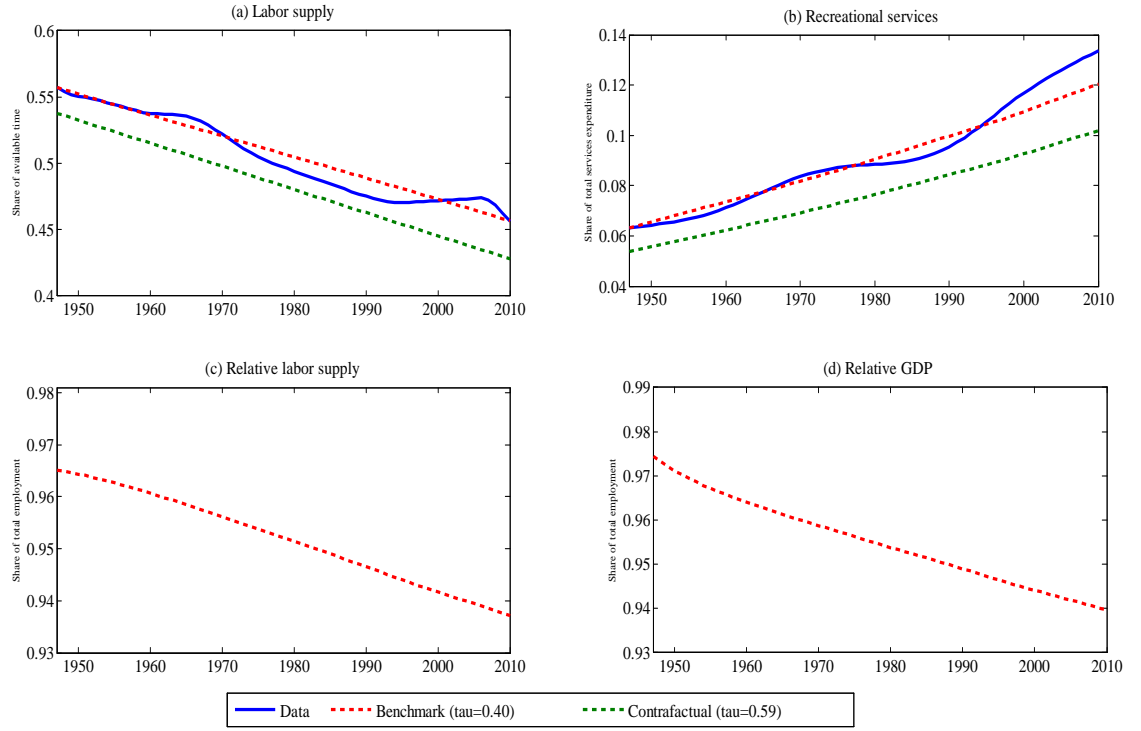 (a) Labor supply
0.6
0.55
0.5
0.45
0.4
Share of available time
1950 1960 1970 1980 1990 2000 2010
(b) Recreational services
0.14
0.12
0.1
0.08
0.06
0.04
Share of total services expenditure
1950 1960 1970 1980 1990 2000 2010
(c) Relative labor supply
0.98
0.97
0.96
0.95
0.94
0.93
Share of total employment
1950 1960 1970 1980 1990 2000 2010
(d) Relative GDP
0.99
0.98
0.97
0.96
0.95
0.94
0.93
Share of total employment
1950 1960 1970 1980 1990 2000 2010
Data Benchmark (tau=0.40) Contrafactual (tau=0.59)